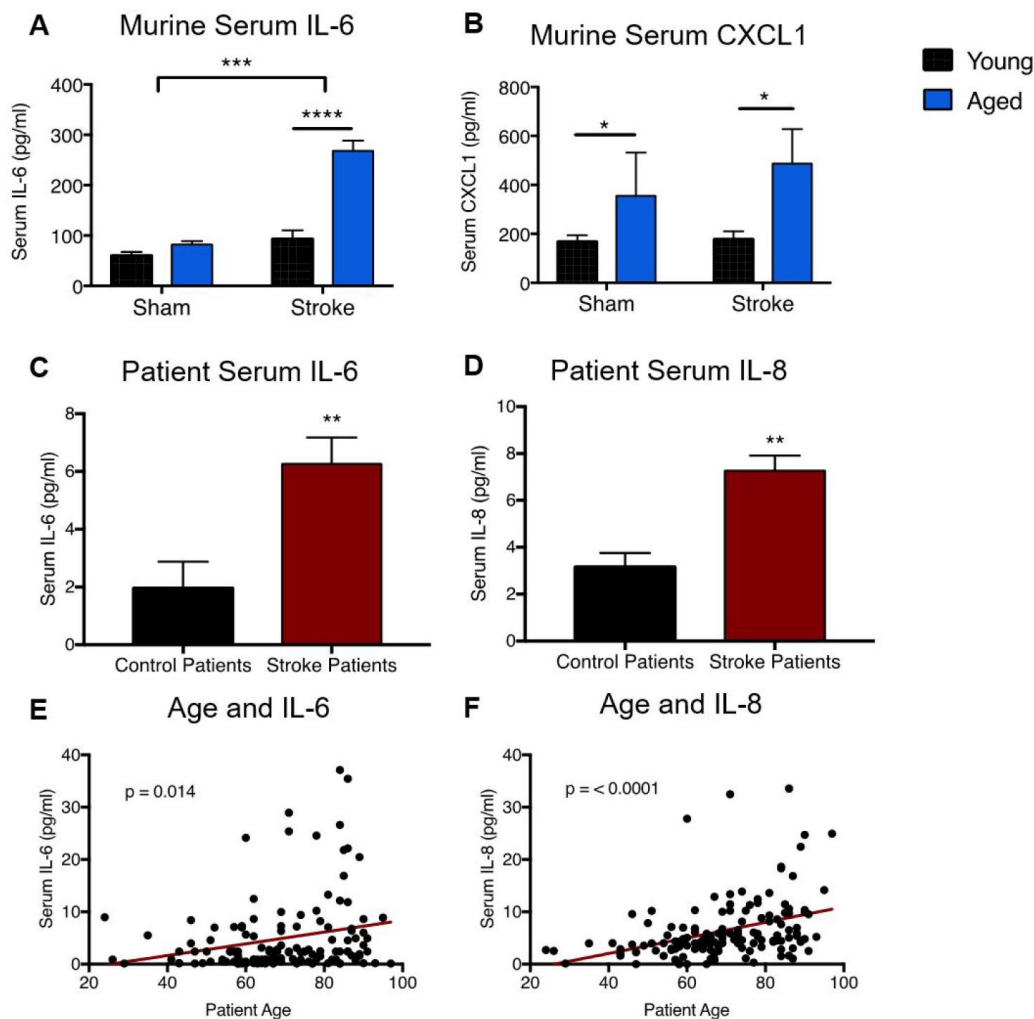 A
Murine Serum IL-6
***
****
400
300
200
100
0
Serum IL-6 (pg/ml)
Sham
Stroke
B
Murine Serum CXCL1
*
*
800
600
400
200
0
Serum CXCL1 (pg/ml)
Sham
Stroke
Young
Aged
C
Patient Serum IL-6
**
8
6
4
2
0
Serum IL-6 (pg/ml)
Control Patients
Stroke Patients
D
Patient Serum IL-8
**
10
8
6
4
2
0
Serum IL-8 (pg/ml)
Control Patients
Stroke Patients
E
Age and IL-6
p = 0.014
40
30
20
10
0
Serum IL-6 (pg/ml)
20 40 60 80 100
Patient Age
F
Age and IL-8
p = < 0.0001
40
30
20
10
0
Serum IL-8 (pg/ml)
20 40 60 80 100
Patient Age